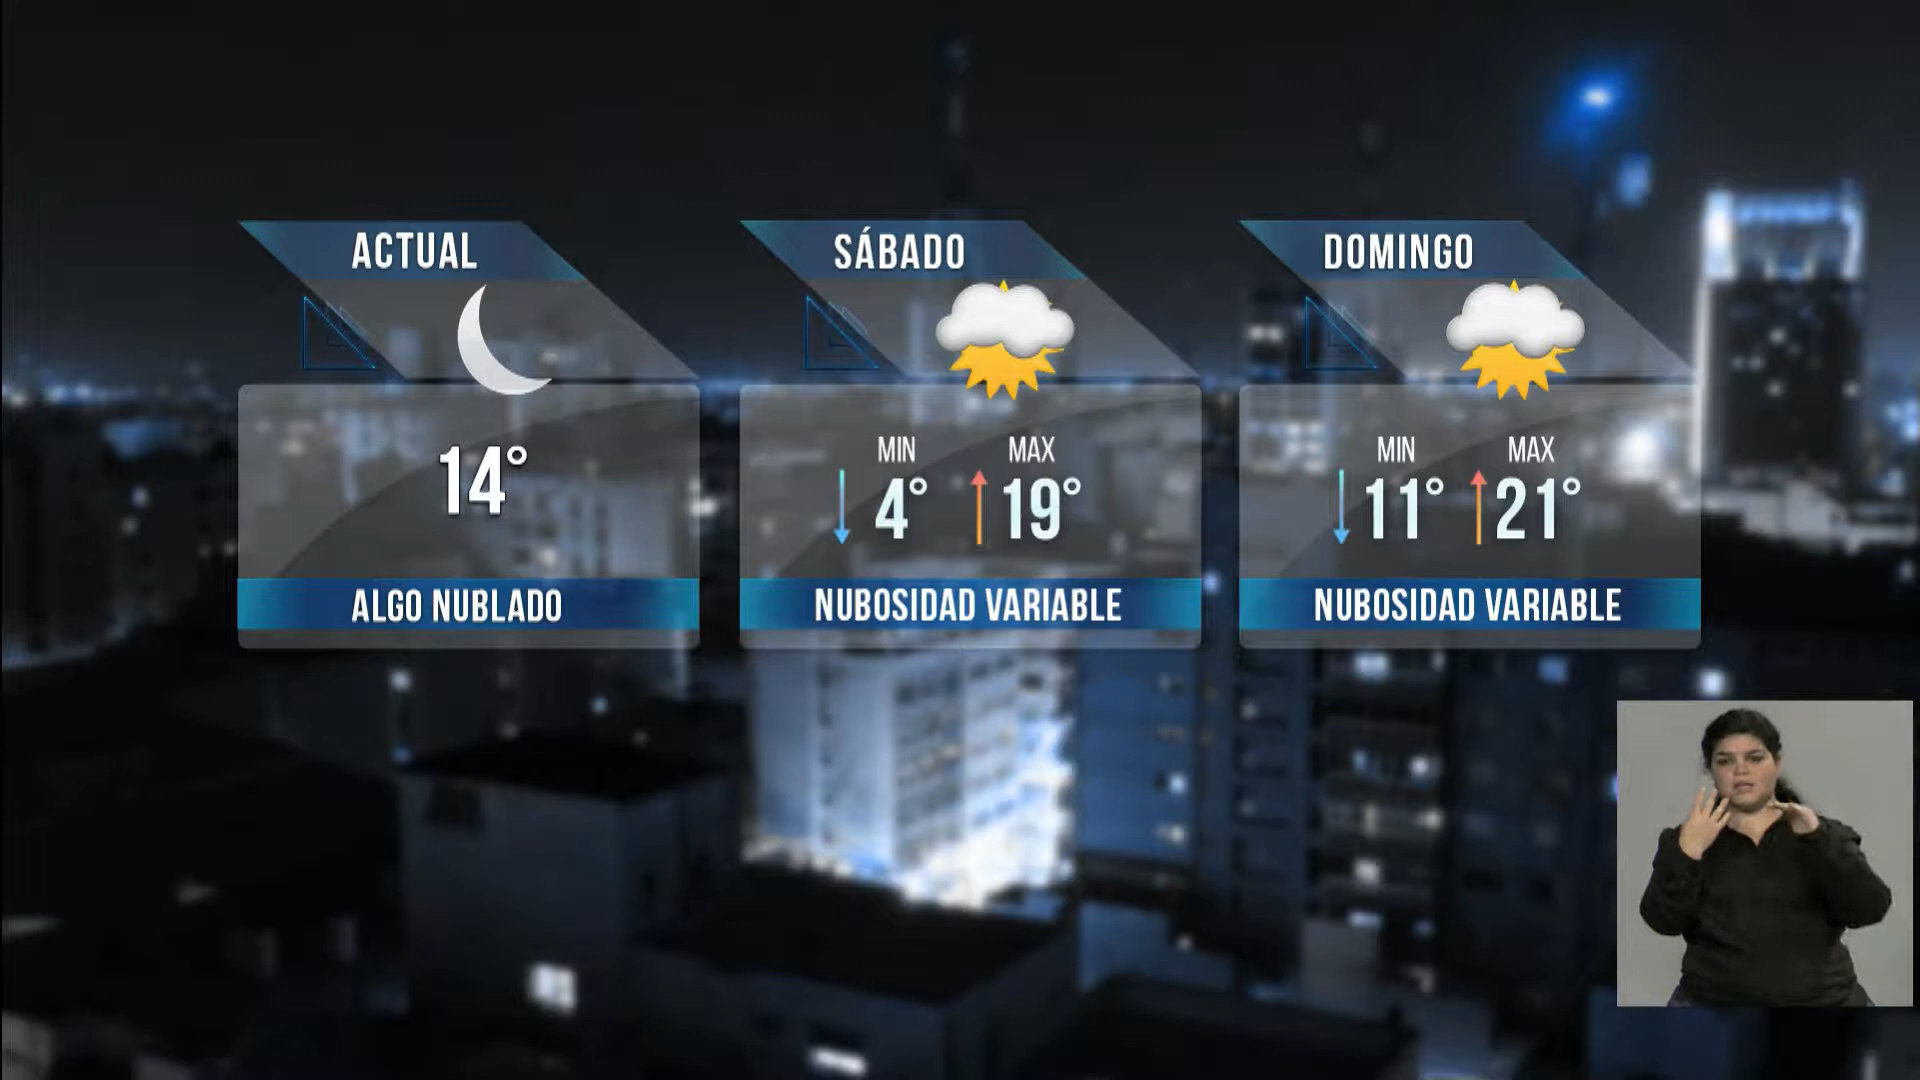 ACTUAL
14°
ALGO NUBLADO
SÁBADO
MIN MAX
4° 19°
NUBOSIDAD VARIABLE
DOMINGO
MIN MAX
11° 21°
NUBOSIDAD VARIABLE